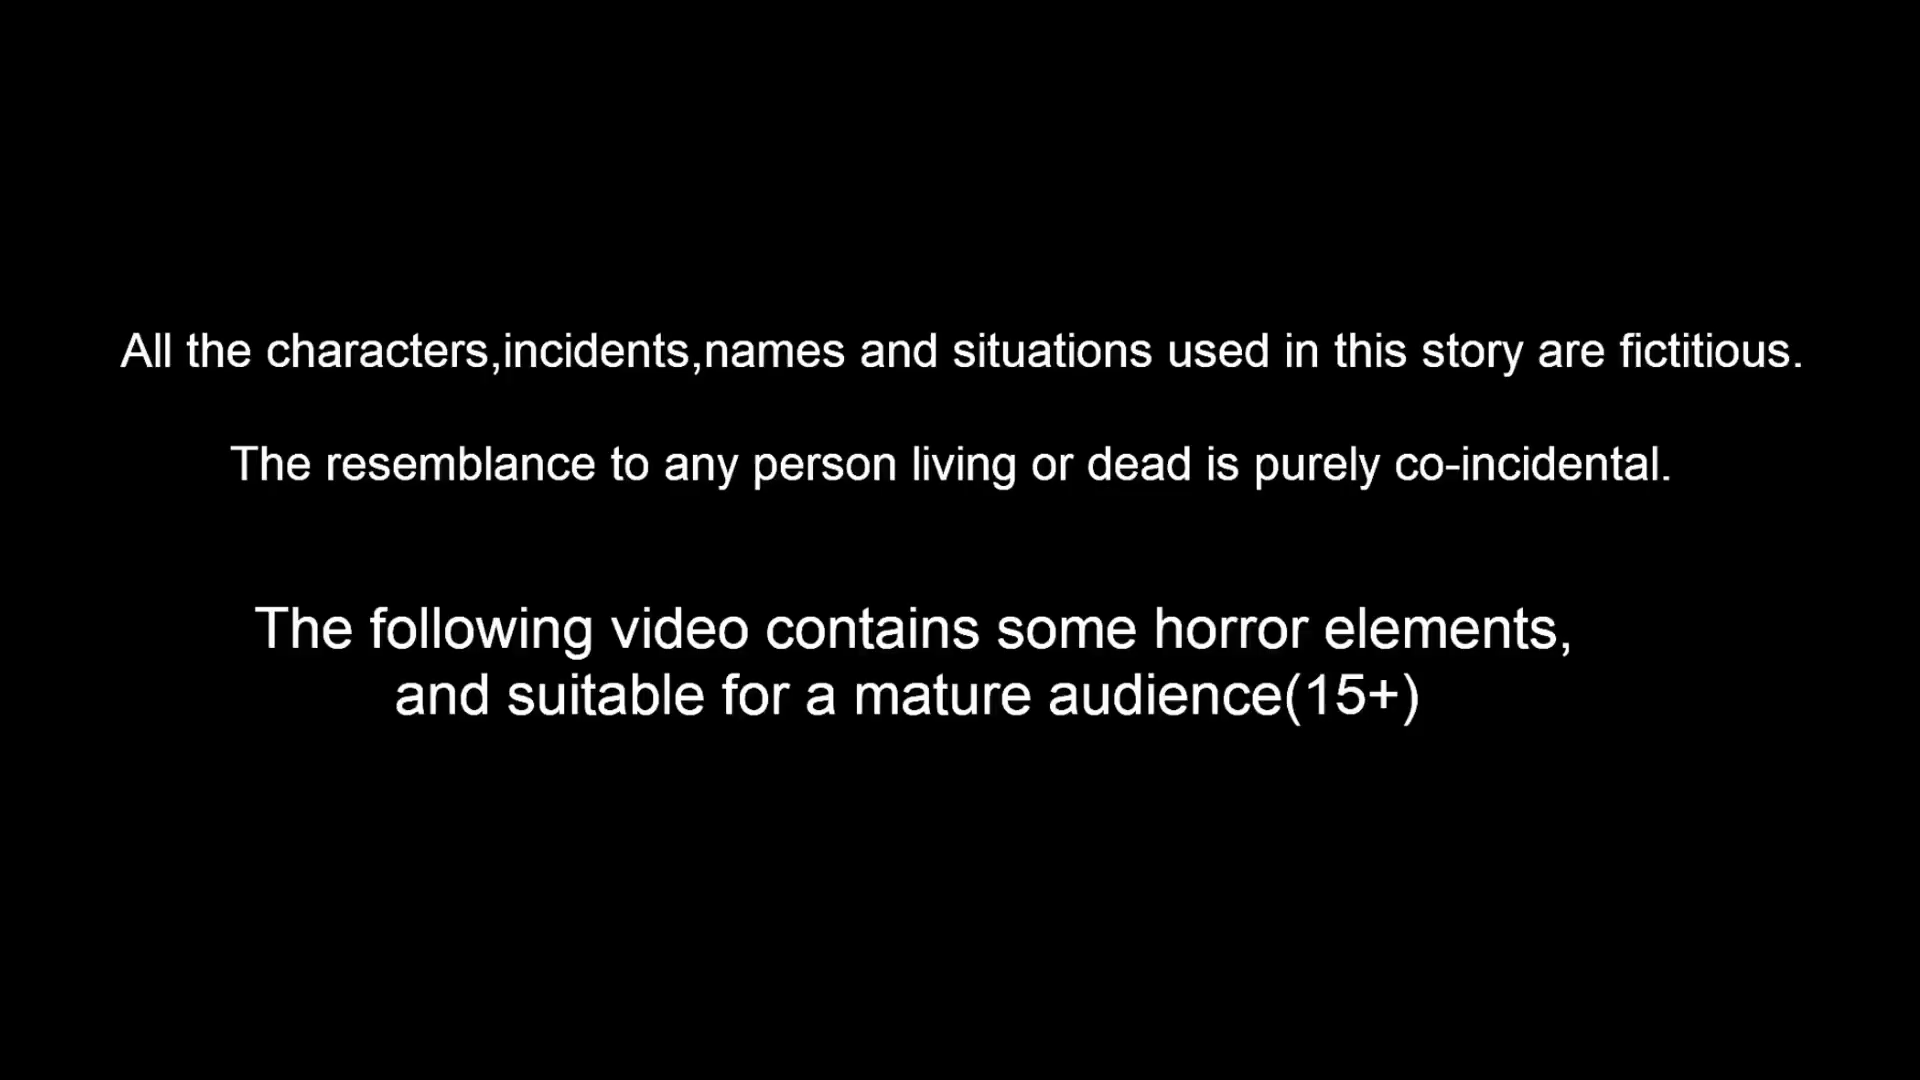 All the characters,incidents,names and situations used in this story are fictitious.
The resemblance to any person living or dead is purely co-incidental.
The following video contains some horror elements,
and suitable for a mature audience(15+)